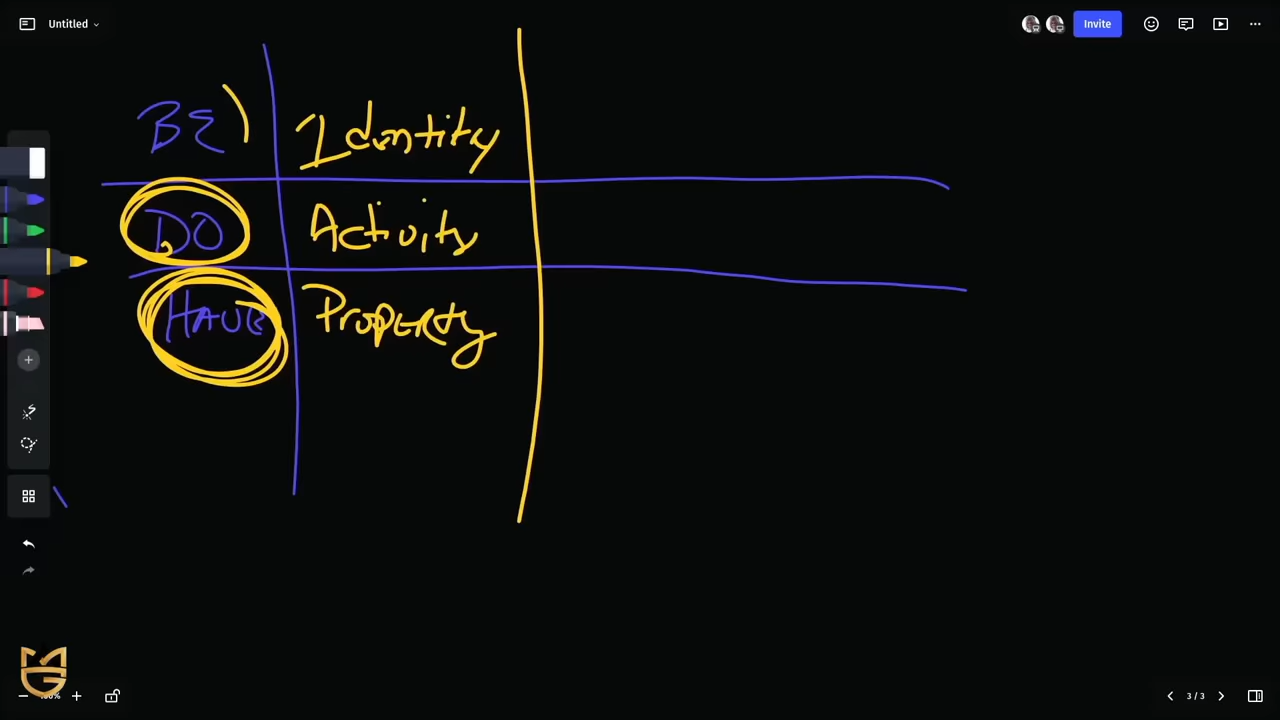 Untitled
Invite
BE) Identity
DO Activity
HAVE Property
3 / 3